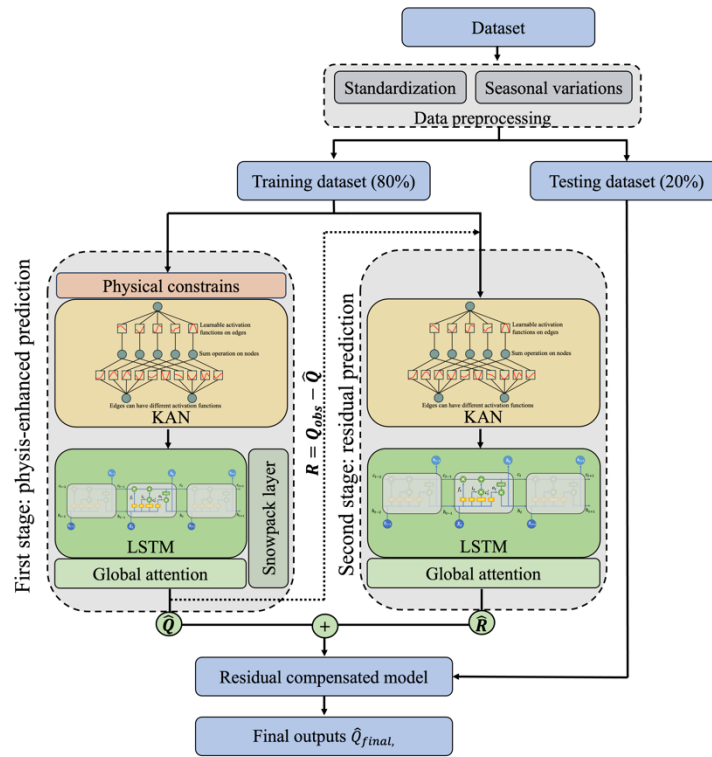 Dataset
Standardization
Seasonal variations
Data preprocessing
Training dataset (80%)
Testing dataset (20%)
First stage: physis-enhanced prediction
Physical constrains
Learnable activation
functions on edges
Sum operation on nodes
Edges can have different activation functions
KAN
LSTM
Snowpack layer
Global attention
R = Q_obs − Q̂
Second stage: residual prediction
Learnable activation
functions on edges
Sum operation on nodes
Edges can have different activation functions
KAN
LSTM
Global attention
Q̂
+
R̂
Residual compensated model
Final outputs Q̂_final,